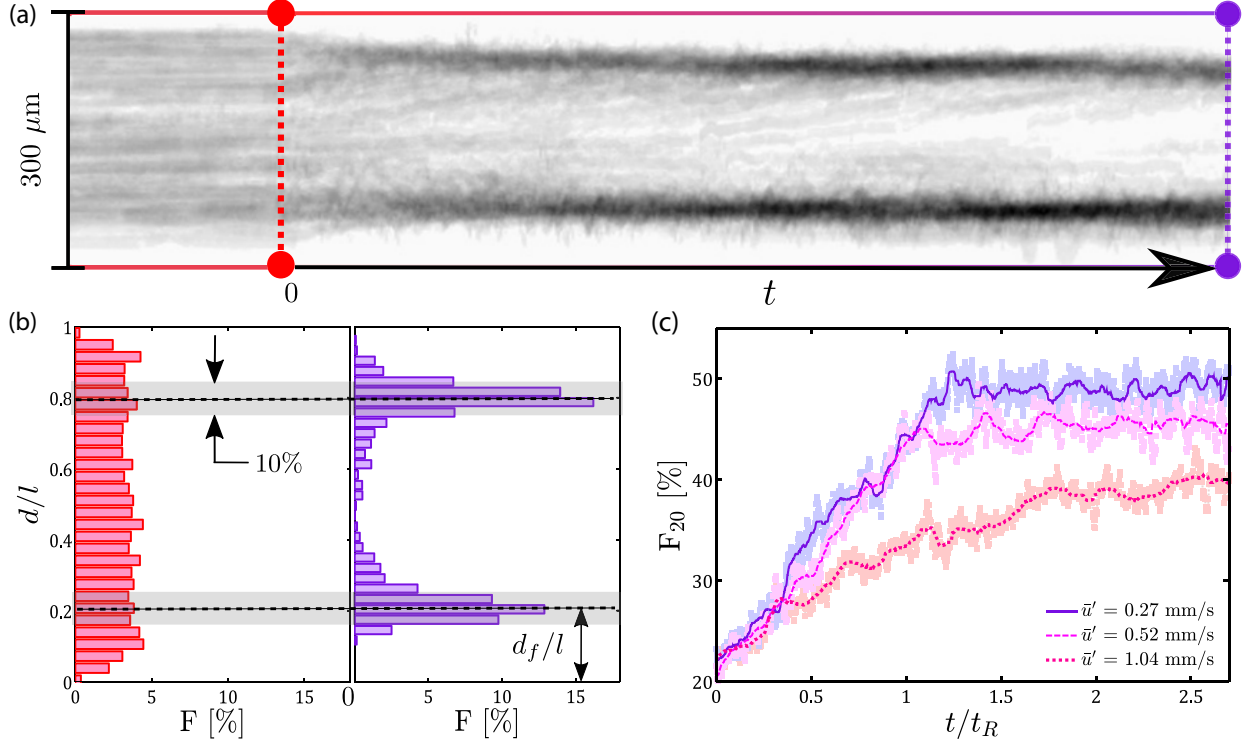 (a)
300 μm
0
t
(b)
d/l
1
0.8
0.6
0.4
0.2
0
10%
d_f/l
0 5 10 15 0 5 10 15
F [%] F [%]
(c)
F_20 [%]
50
40
30
20
ū' = 0.27 mm/s
ū' = 0.52 mm/s
ū' = 1.04 mm/s
0 0.5 1 1.5 2 2.5
t/t_R